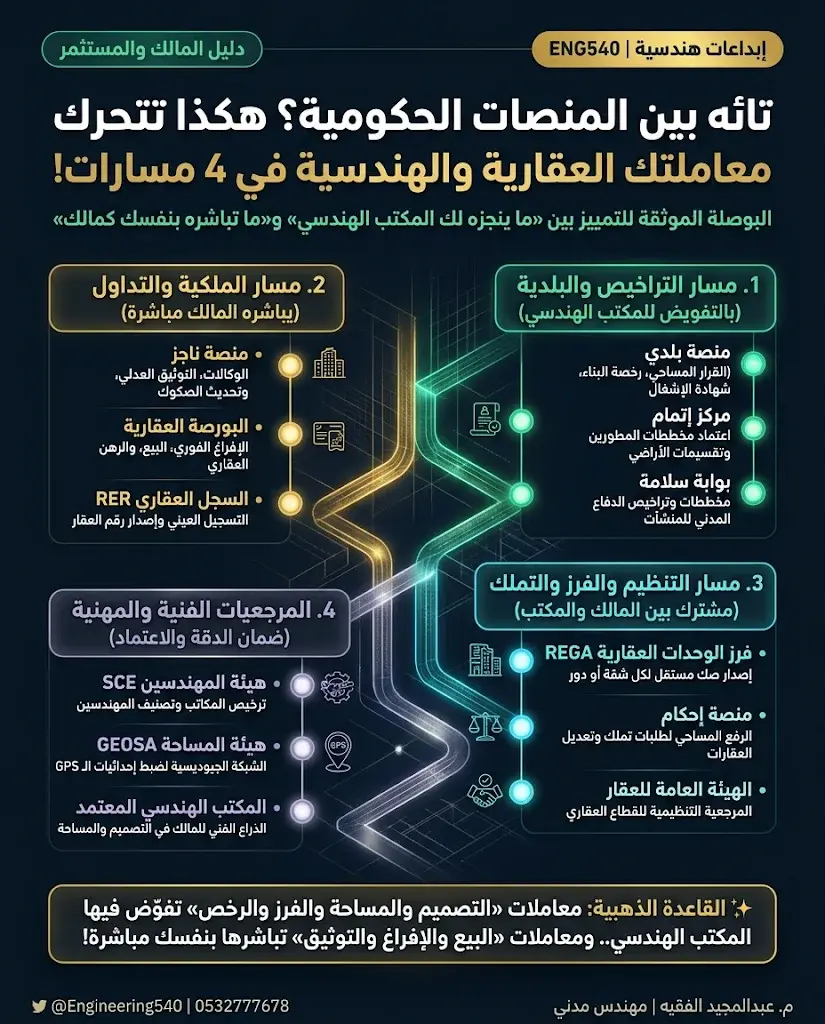 إبداعات هندسية | ENG540
دليل المالك والمستثمر
تائه بين المنصات الحكومية؟ هكذا تتحرك
معاملتك العقارية والهندسية في 4 مسارات!
البوصلة الموثقة للتمييز بين «ما ينجزه لك المكتب الهندسي» و«ما تباشره بنفسك كمالك»
1. مسار التراخيص والبلدية
(بالتفويض للمكتب الهندسي)
منصة بلدي
(القرار المساحي، رخصة البناء،
شهادة الإشغال
مركز إتمام
اعتماد مخططات المطورين
وتقسيمات الأراضي
بوابة سلامة
مخططات وتراخيص الدفاع
المدني للمنشآت
2. مسار الملكية والتداول
(يباشره المالك مباشرة)
• منصة ناجز
الوكالات، التوثيق العدلي،
وتحديث الصكوك
• البورصة العقارية
الإفراغ الفوري: البيع، والرهن
العقاري
• السجل العقاري RER
التسجيل العيني وإصدار رقم العقار
3. مسار التنظيم والفرز والتملك
(مشترك بين المالك والمكتب)
• فرز الوحدات العقارية REGA
إصدار صك مستقل لكل شقة أو دور
• منصة إحكام
الرفع المساحي لطلبات تملك وتعديل
العقارات
• الهيئة العامة للعقار
المرجعية التنظيمية للقطاع العقاري
4. المرجعيات الفنية والمهنية
(ضمان الدقة والاعتماد)
• هيئة المهندسين SCE
ترخيص المكاتب وتصنيف المهندسين
• هيئة المساحة GEOSA
الشبكة الجيوديسية لضبط إحداثيات الـ GPS
• المكتب الهندسي المعتمد
الذراع الفني للمالك في التصميم والمساحة
GPS
القاعدة الذهبية: معاملات «التصميم والمساحة والفرز والرخص» تفوّض فيها
المكتب الهندسي.. ومعاملات «البيع والإفراغ والتوثيق» تباشرها بنفسك مباشرة!
م. عبدالمجيد الفقيه | مهندس مدني
@Engineering540 | 0532777678